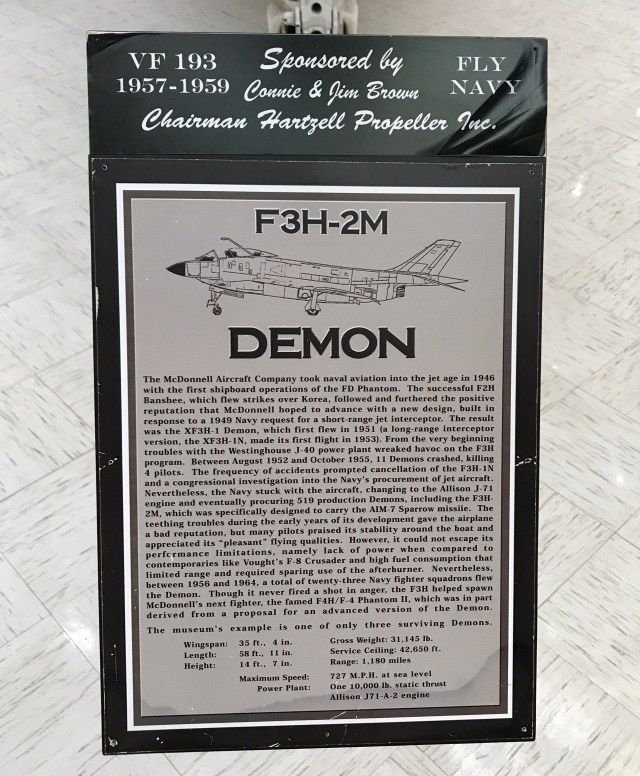 VF 193 Sponsored by FLY
1957-1959 Connie & Jim Brown NAVY
Chairman Hartzell Propeller Inc.
F3H-2M
DEMON
The McDonnell Aircraft Company took naval aviation into the jet age in 1946
with the first shipboard operations of the FD Phantom. The successful F2H
Banshee, which flew strikes over Korea, followed and furthered the positive
reputation that McDonnell hoped to advance with a new design, built in
response to a 1949 Navy request for a short-range jet interceptor. The result
was the XFH-1 Demon, which first flew in 1951 (a long-range interceptor
version, the XF3H-1N, made its first flight in 1953). From the very beginning
troubles with the Westinghouse J-40 power plant wreaked havoc on the F3H
program. Between August 1952 and October 1955, 11 Demons crashed, killing
4 pilots. The frequency of accidents prompted cancellation of the F3H-1N
and a congressional investigation into the Navy's procurement of jet aircraft.
Nevertheless, the Navy stuck with the aircraft, changing to the Allison J-71
engine and eventually procuring 519 production Demons, including the F3H-
2M, which was specifically designed to carry the AIM-7 Sparrow missile. The
teething troubles during the early years of its development gave the airplane
a bad reputation, but many pilots praised its stability around the boat and
appreciated its "pleasant" flying qualities. However, it could not escape its
performance limitations, namely lack of power when compared to
contemporaries like Vought's F-8 Crusader and high fuel consumption that
limited range and required sparing use of the afterburner. Nevertheless,
between 1956 and 1964, a total of twenty-three Navy fighter squadrons flew
the Demon. Though it never fired a shot in anger, the F3H helped spawn
McDonnell's next fighter, the famed F4H/F-4 Phantom II, which was in part
derived from a proposal for an advanced version of the Demon.
The museum's example is one of only three surviving Demons.
Wingspan: 35 ft., 4 in. Gross Weight: 31,145 lb.
Length: 58 ft., 11 in. Service Ceiling: 42,650 ft.
Height: 14 ft., 7 in. Range: 1,180 miles
Maximum Speed: 727 M.P.H. at sea level
Power Plant: One 10,000 lb. static thrust
Allison J71-A-2 engine